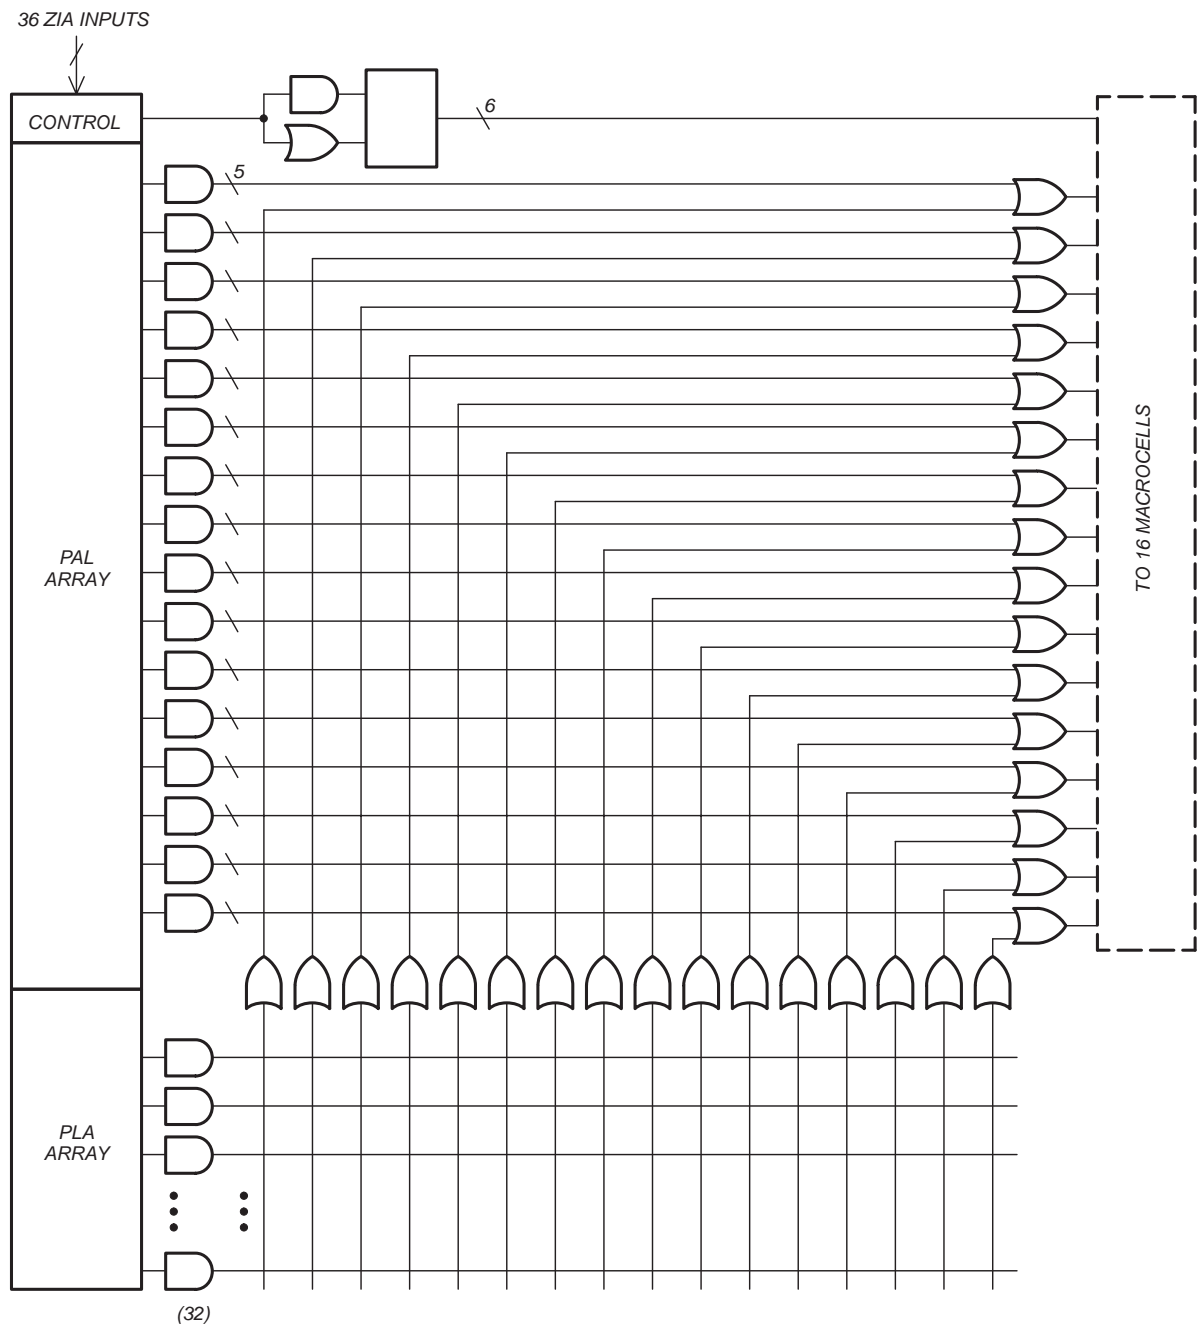 36 ZIA INPUTS
CONTROL
6
5
PAL
ARRAY
TO 16 MACROCELLS
PLA
ARRAY
(32)